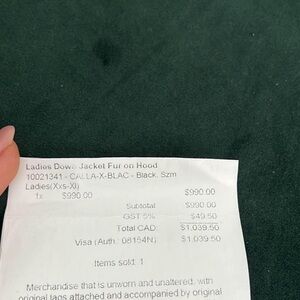 Ladies Down Jacket Fur on Hood
10021341 - CALLA-X-BLAC - Black, Szm
Ladies(Xxs-Xl)
1x $990.00 $990.00
Subtotal $990.00
GST 5% $49.50
Total CAD: $1,039.50
Visa (Auth: 08154N) $1,039.50
Items sold: 1
Merchandise that is unworn and unaltered, with
original tags attached and accompanied by original